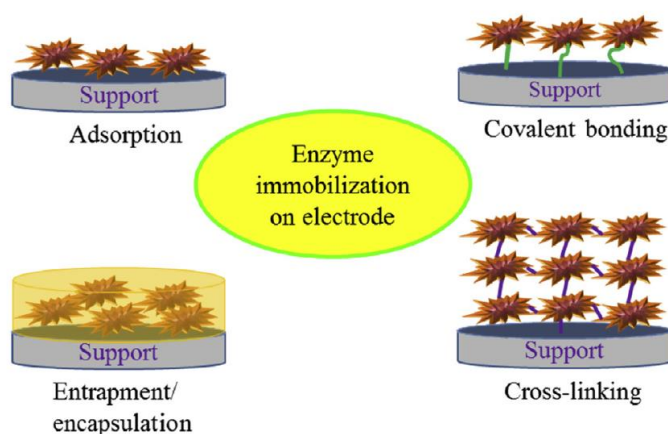 Support
Adsorption
Support
Covalent bonding
Enzyme
immobilization
on electrode
Support
Entrapment/
encapsulation
Support
Cross-linking